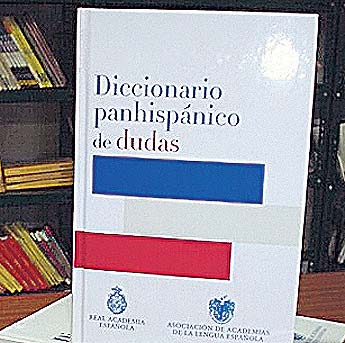 Diccionario
panhispánico
de dudas
REAL ACADEMIA
ESPAÑOLA
ASOCIACIÓN DE ACADEMIAS
DE LA LENGUA ESPAÑOLA